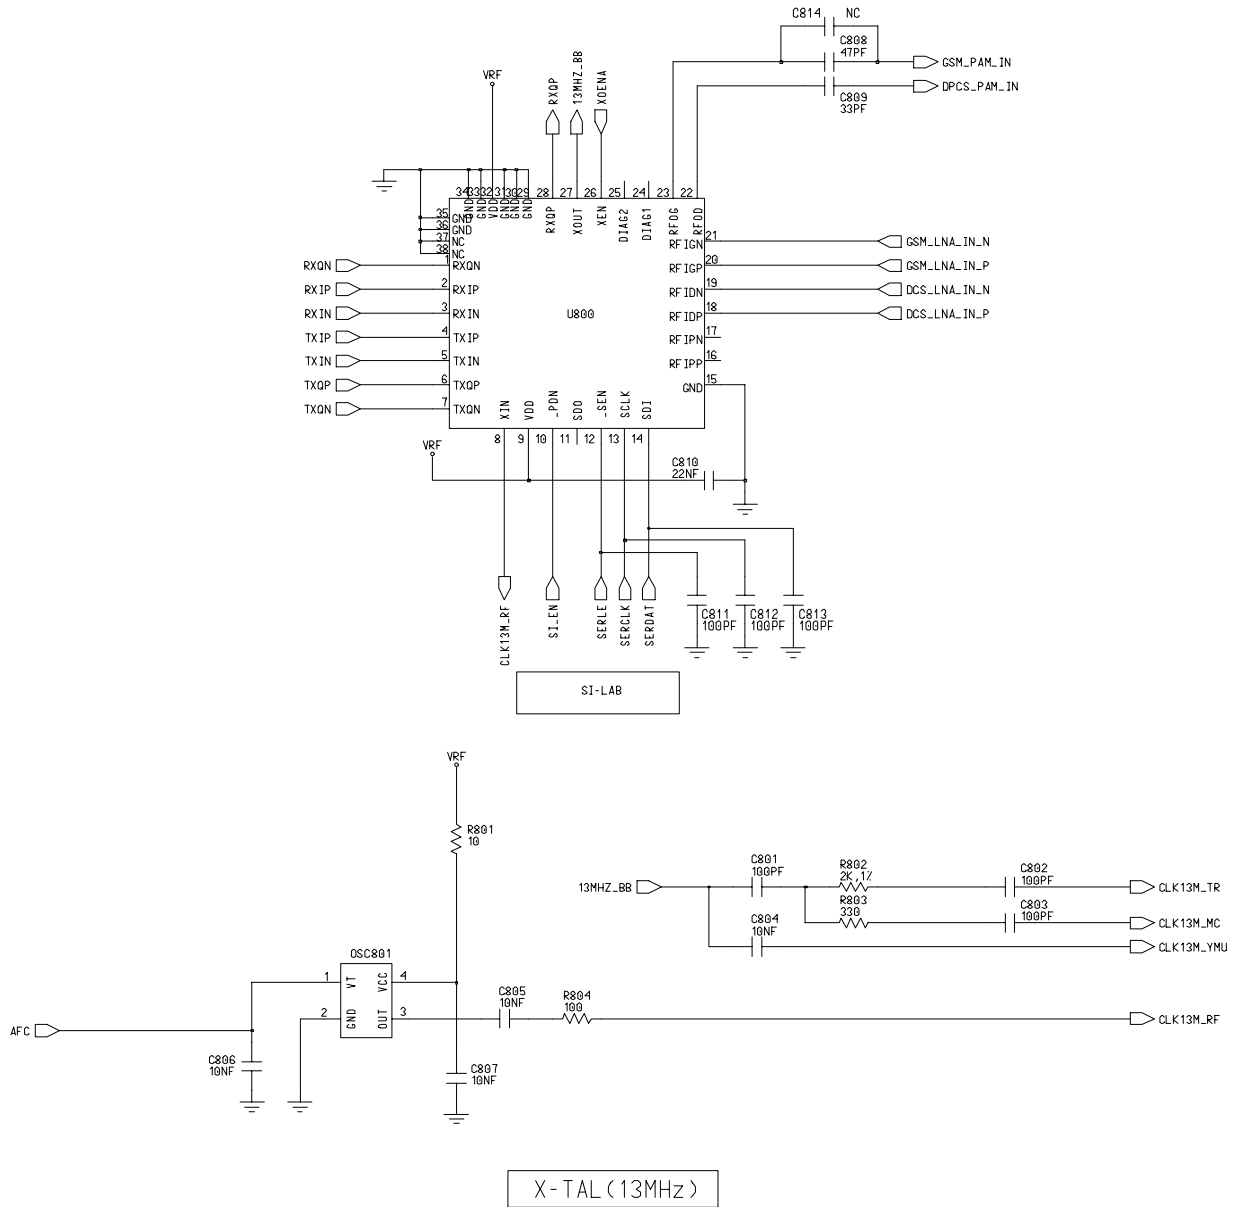 C814 NC
C808
47PF
GSM_PAM_IN
DPCS_PAM_IN
C809
33PF
VRF
RXQP
13MHZ_BB
XOENA
34 33 32 31 30 29 28 27 26 25 24 23 22
GND GND VDD GND GND GND RXQP XOUT XEN DIAG2 DIAG1 RFOG RFOD
35 GND
36 GND
37 NC
38 NC
RXQN 1 RXQN
RXIP 2 RXIP
RXIN 3 RXIN
TXIP 4 TXIP
TXIN 5 TXIN
TXQP 6 TXQP
TXQN 7 TXQN
U800
RFIGN 21 GSM_LNA_IN_N
RFIGP 20 GSM_LNA_IN_P
RFIDN 19 DCS_LNA_IN_N
RFIDP 18 DCS_LNA_IN_P
RFIPN 17
RFIPP 16
GND 15
XIN VDD _PDN SDO _SEN SCLK SDI
8 9 10 11 12 13 14
VRF
C810
22NF
CLK13M_RF
SI_EN
SERLE
SERCLK
SERDAT
C811
100PF
C812
100PF
C813
100PF
SI-LAB
VRF
R801
10
13MHZ_BB
C801
100PF
R802
2K,1%
C802
100PF
CLK13M_TR
R803
330
C803
100PF
CLK13M_MC
C804
10NF
CLK13M_YMU
OSC801
1 VT VCC 4
2 GND OUT 3
AFC
C806
10NF
C805
10NF
R804
100
CLK13M_RF
C807
10NF
X-TAL(13MHz)